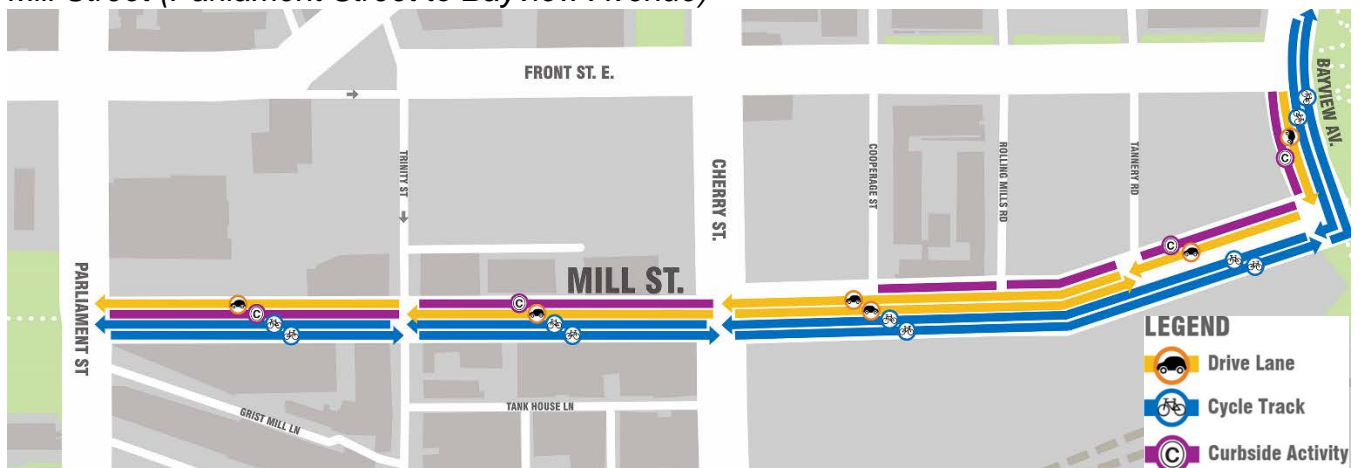 Mill Street (Parliament Street to Bayview Avenue)
FRONT ST. E.
BAYVIEW AV.
TRINITY ST
CHERRY ST.
COOPERAGE ST
ROLLING MILLS RD
TANNERY RD
C
PARLIAMENT ST
MILL ST.
C
C
C
GRIST MILL LN
TANK HOUSE LN
LEGEND
Drive Lane
Cycle Track
C Curbside Activity